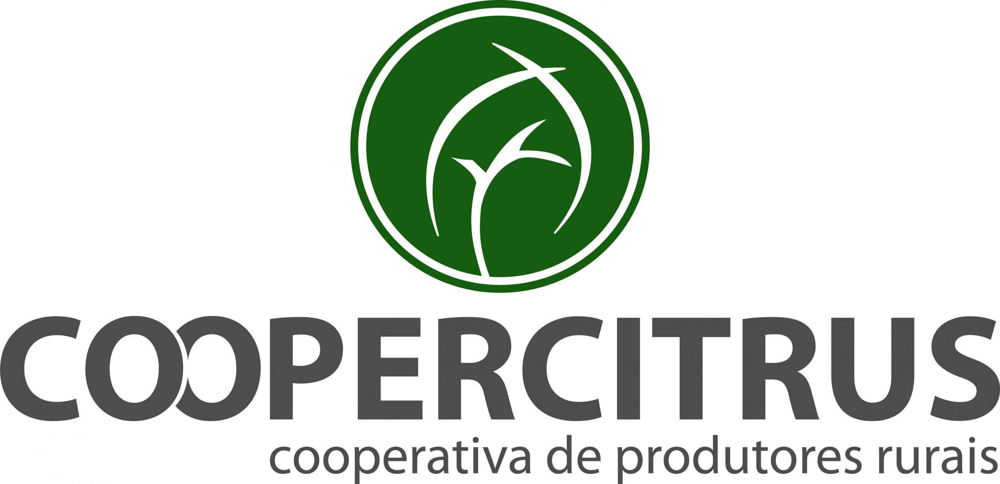 COOPERCITRUS
cooperativa de produtores rurais